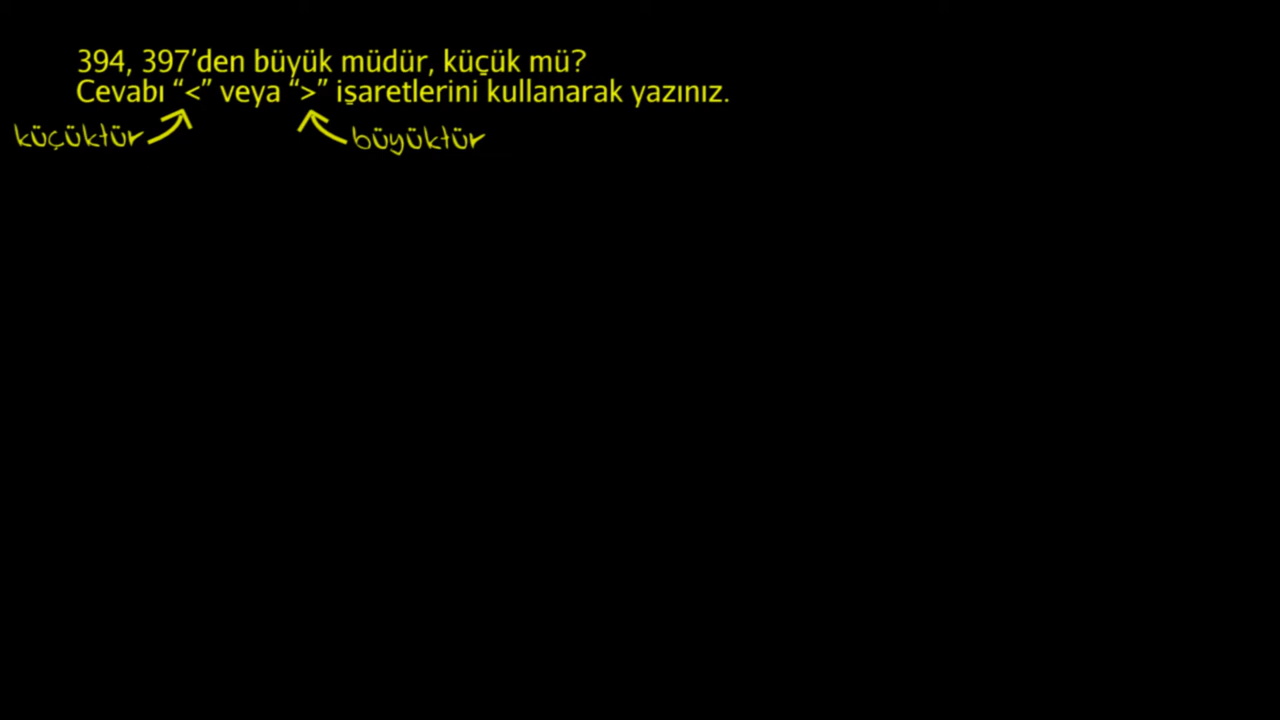 394, 397’den büyük müdür, küçük mü?
Cevabı “<” veya “>” işaretlerini kullanarak yazınız.
küçüktür büyüktür